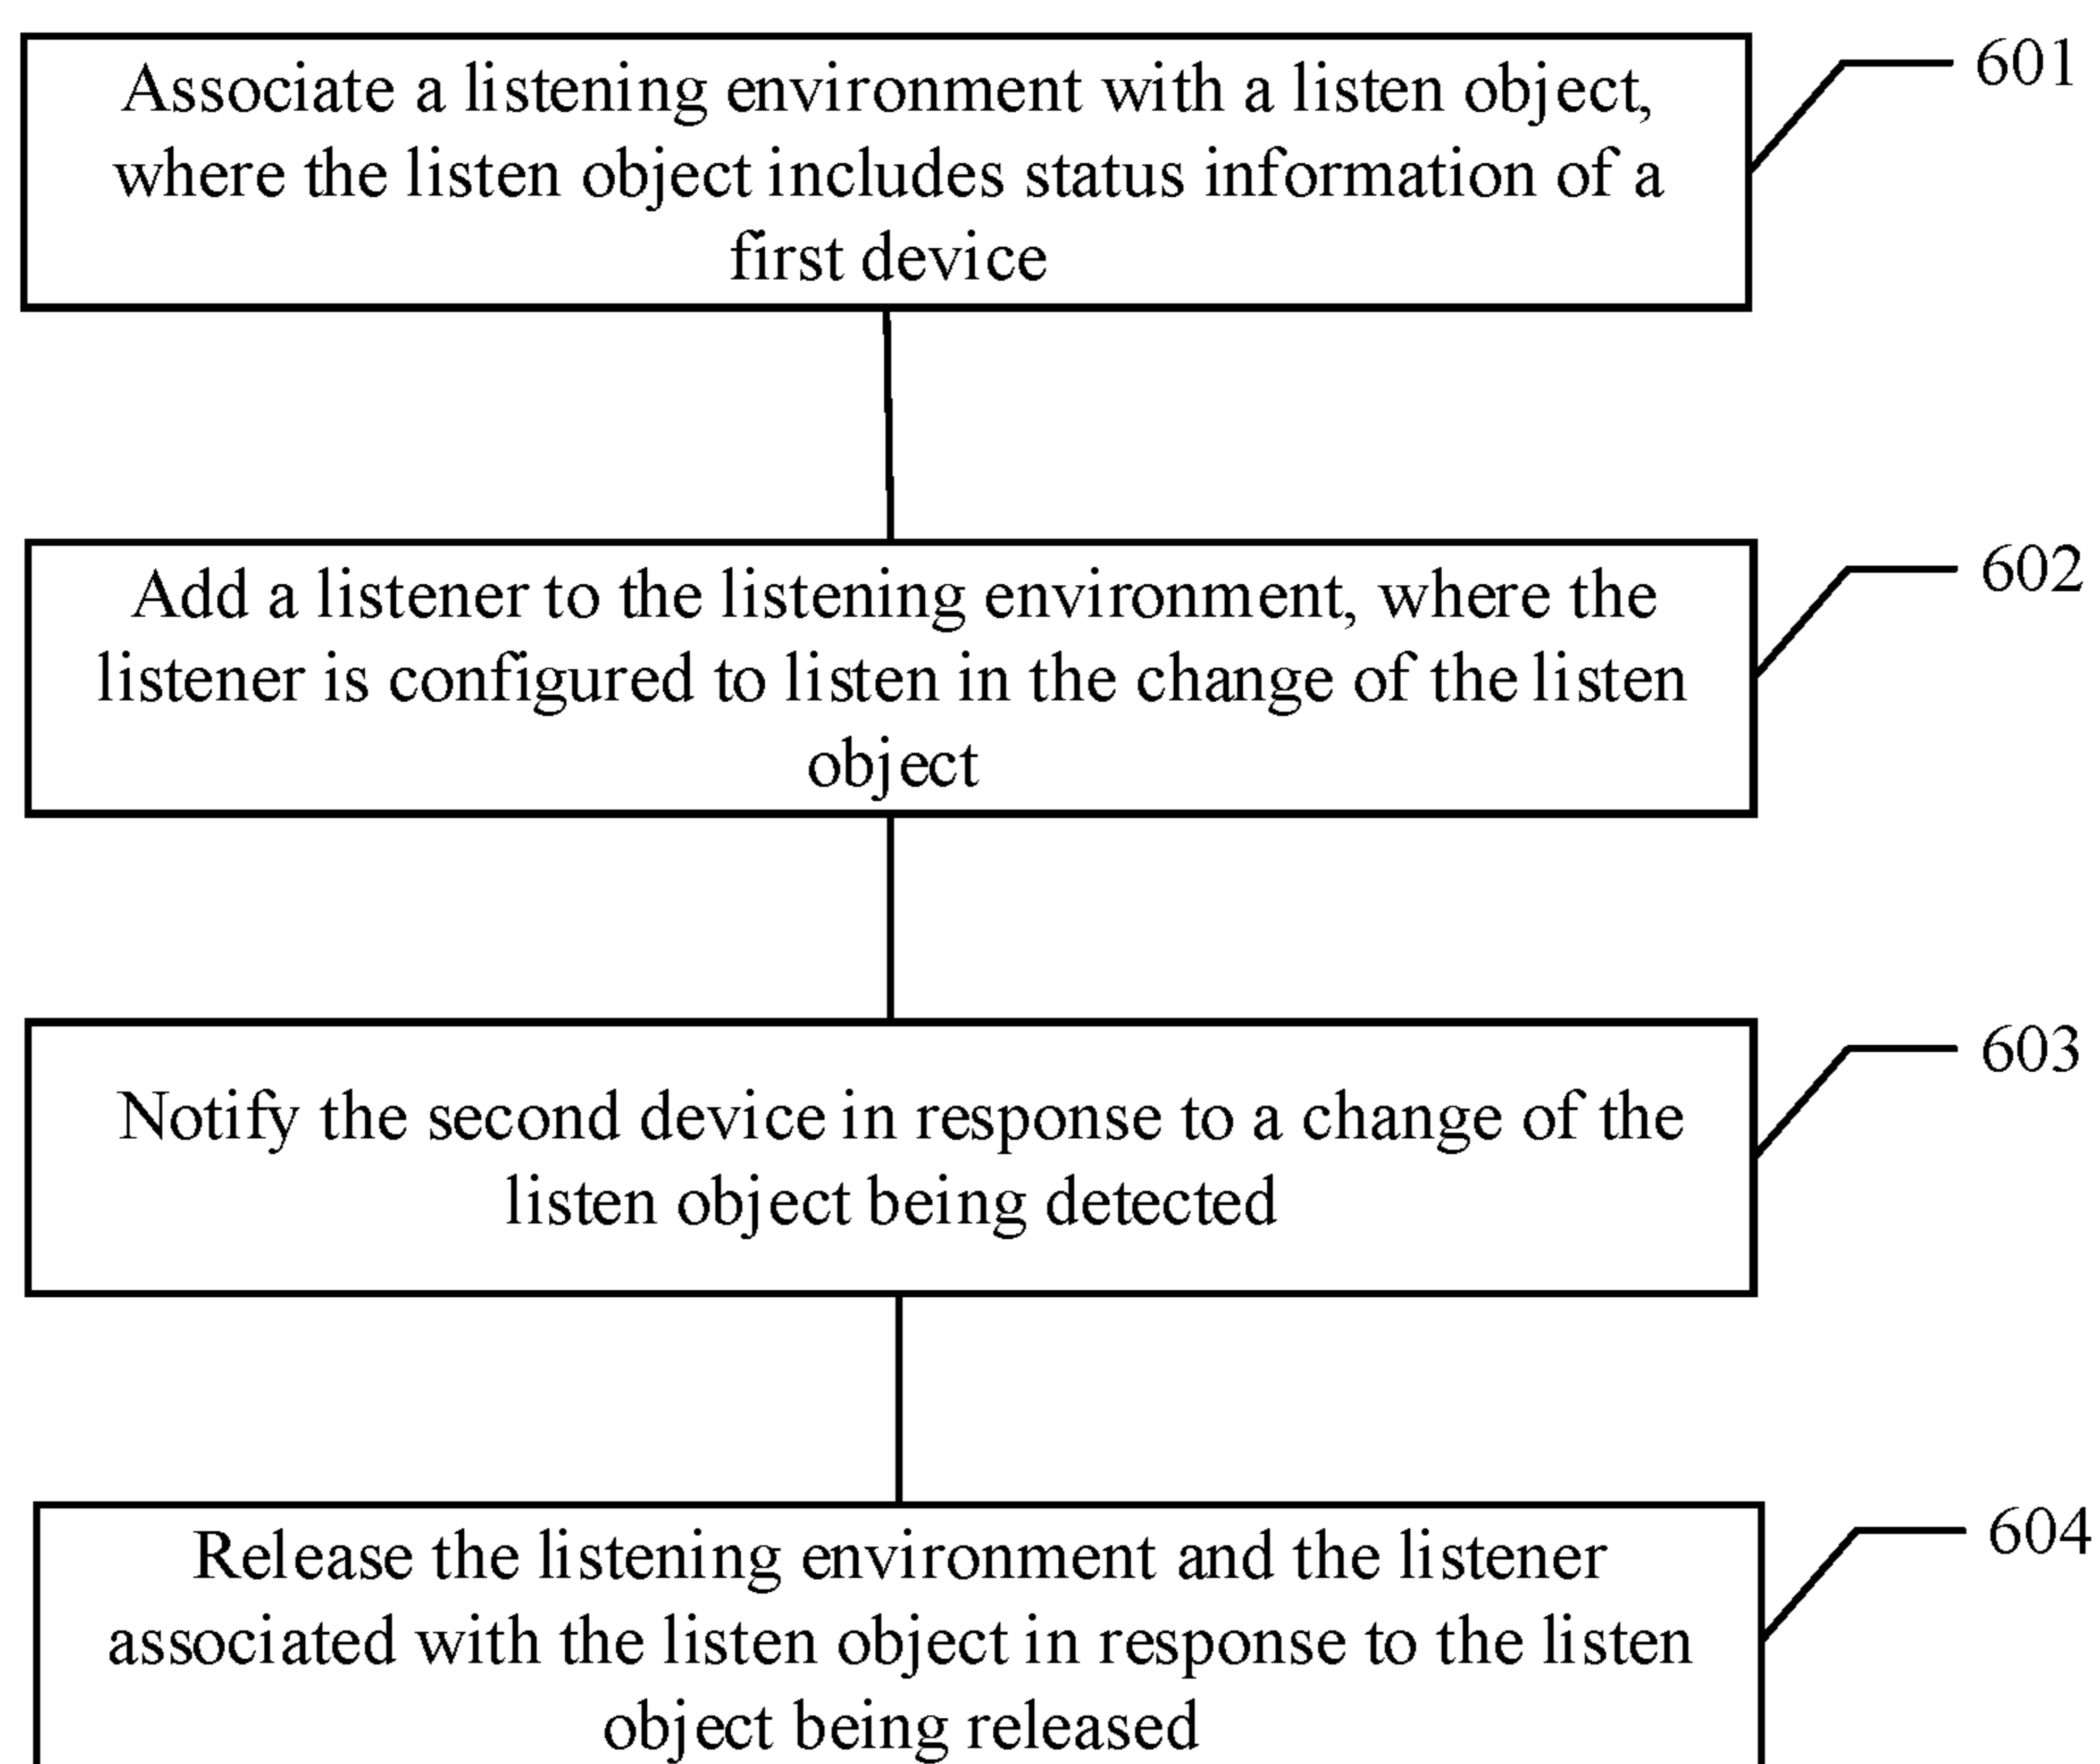 Associate a listening environment with a listen object,
where the listen object includes status information of a
first device
601
Add a listener to the listening environment, where the
listener is configured to listen in the change of the listen
object
602
Notify the second device in response to a change of the
listen object being detected
603
Release the listening environment and the listener
associated with the listen object in response to the listen
object being released
604